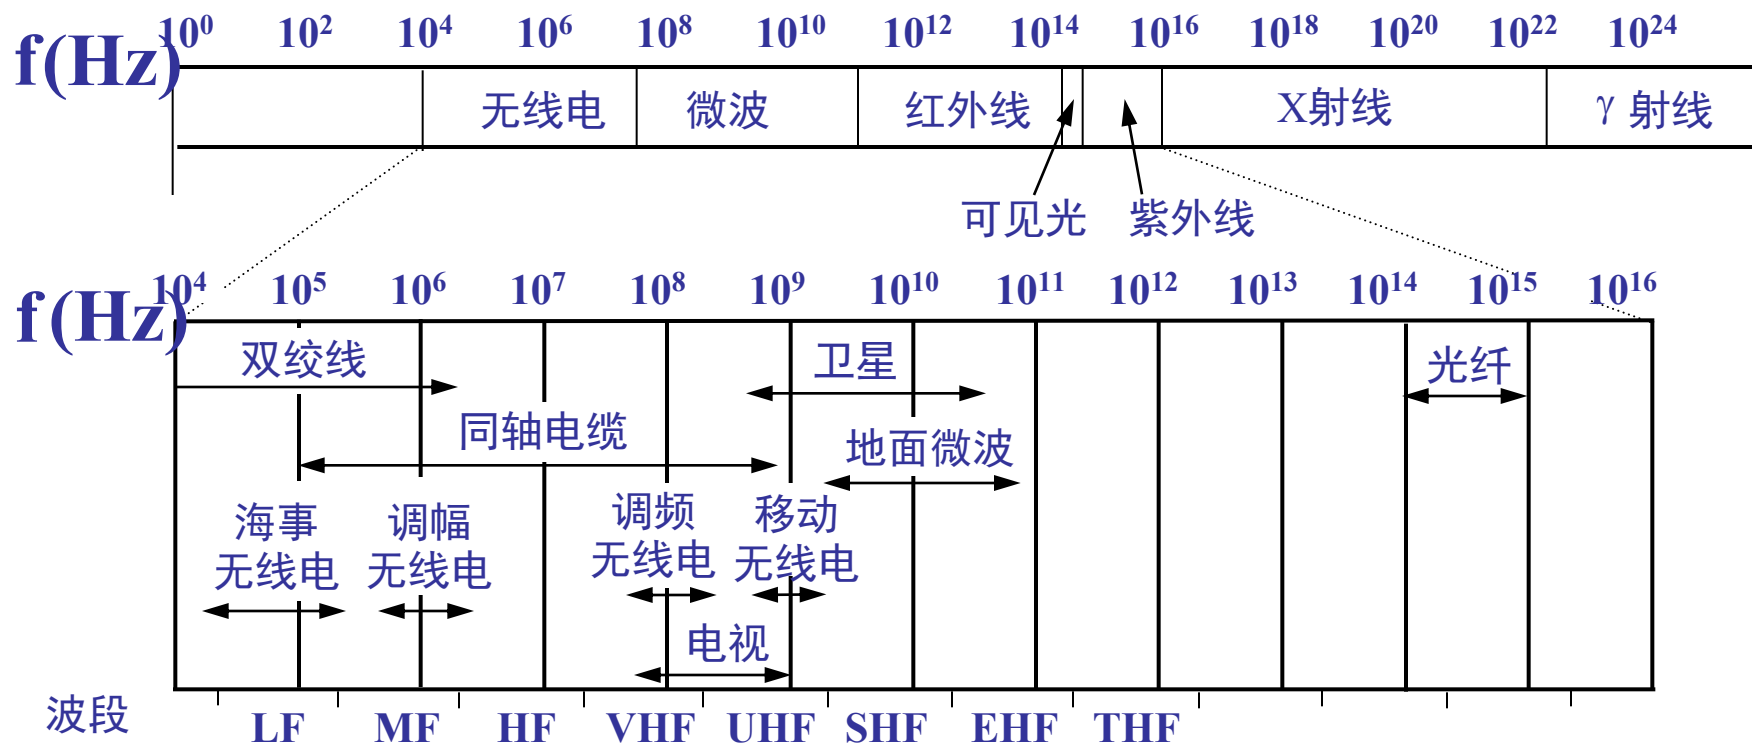 10⁰ 10² 10⁴ 10⁶ 10⁸ 10¹⁰ 10¹² 10¹⁴ 10¹⁶ 10¹⁸ 10²⁰ 10²² 10²⁴
f(Hz)
无线电 微波 红外线 X射线 γ 射线
可见光 紫外线
10⁴ 10⁵ 10⁶ 10⁷ 10⁸ 10⁹ 10¹⁰ 10¹¹ 10¹² 10¹³ 10¹⁴ 10¹⁵ 10¹⁶
f(Hz)
双绞线 卫星 光纤
同轴电缆 地面微波
海事 调幅 调频 移动
无线电 无线电 无线电 无线电
电视
波段 LF MF HF VHF UHF SHF EHF THF